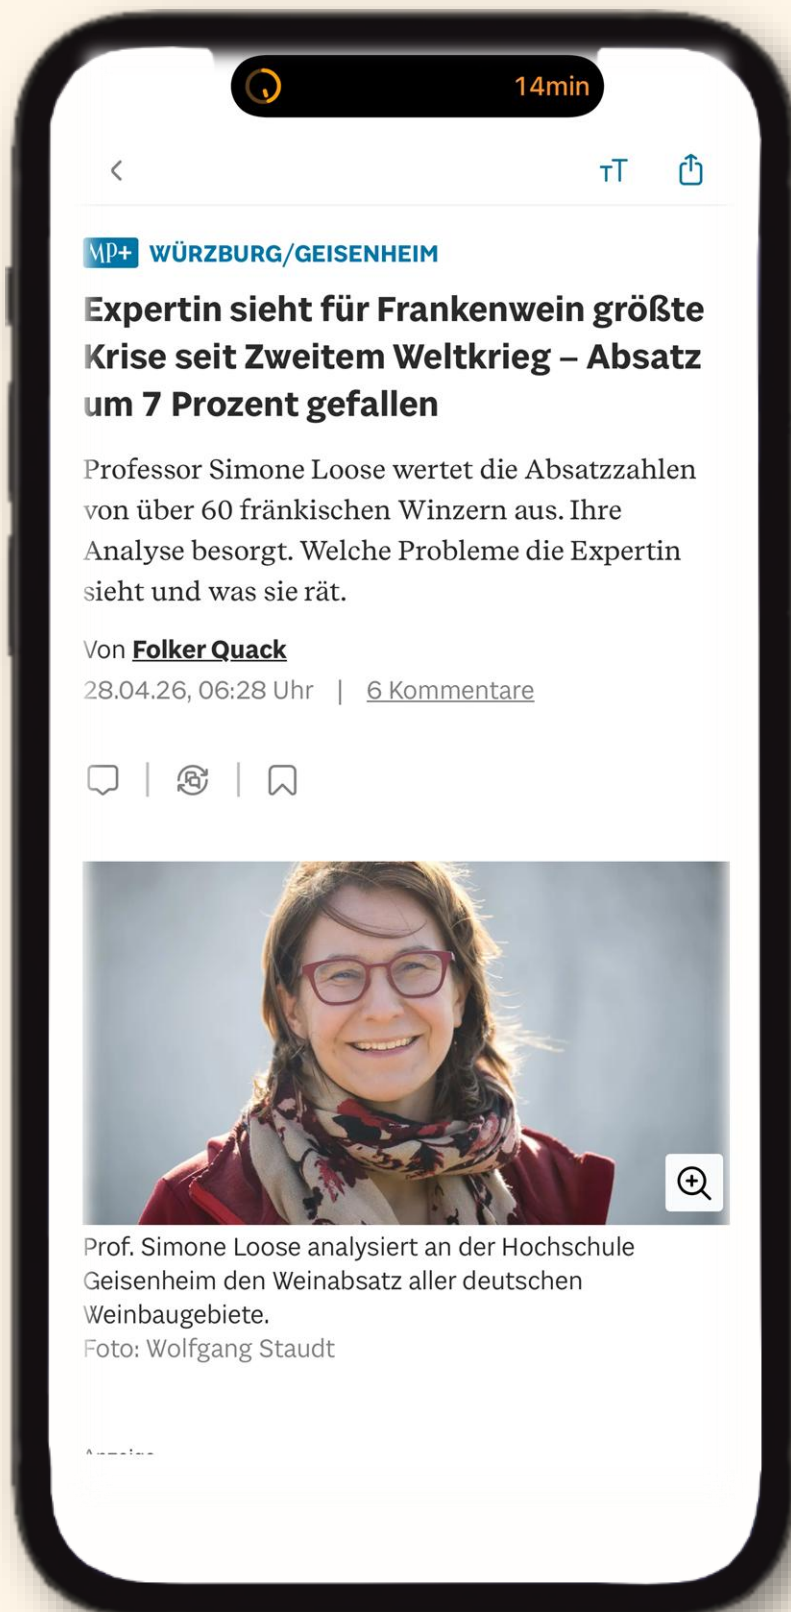 14min
TT
MP+ WÜRZBURG/GEISENHEIM
Expertin sieht für Frankenwein größte
Krise seit Zweitem Weltkrieg – Absatz
um 7 Prozent gefallen
Professor Simone Loose wertet die Absatzzahlen
von über 60 fränkischen Winzern aus. Ihre
Analyse besorgt. Welche Probleme die Expertin
sieht und was sie rät.
Von Folker Quack
28.04.26, 06:28 Uhr | 6 Kommentare
Prof. Simone Loose analysiert an der Hochschule
Geisenheim den Weinabsatz aller deutschen
Weinbaugebiete.
Foto: Wolfgang Staudt